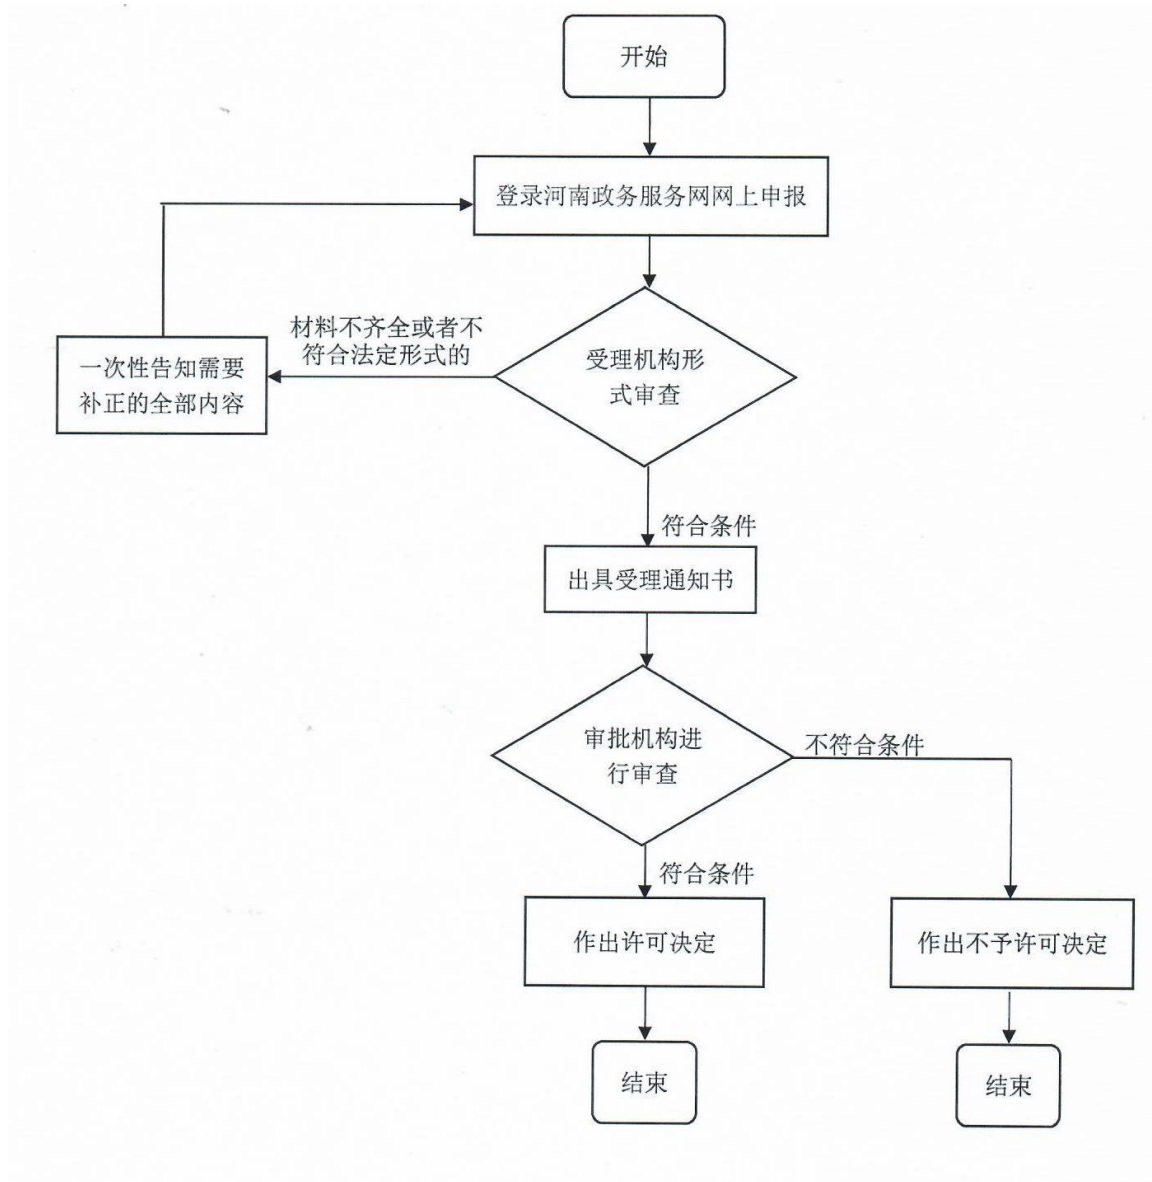 开始
登录河南政务服务网网上申报
材料不齐全或者不
符合法定形式的
受理机构形
式审查
一次性告知需要
补正的全部内容
符合条件
出具受理通知书
审批机构进
行审查
不符合条件
符合条件
作出许可决定
作出不予许可决定
结束
结束